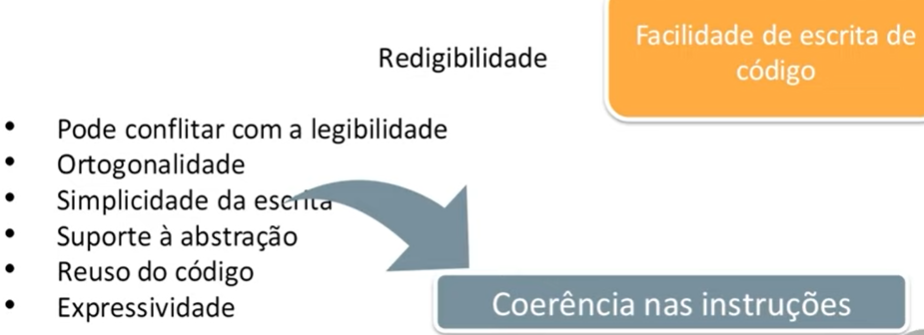 Redigibilidade
Facilidade de escrita de
código
• Pode conflitar com a legibilidade
• Ortogonalidade
• Simplicidade da escrita
• Suporte à abstração
• Reuso do código
• Expressividade
Coerência nas instruções